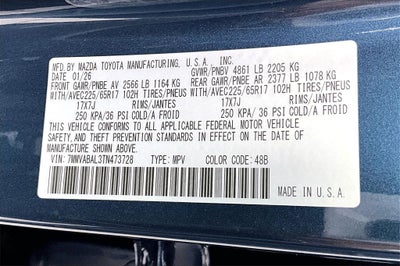 MFD. BY MAZDA TOYOTA MANUFACTURING, U.S.A., INC.
DATE 01/26 GVWR/PNBV 4861 LB 2205 KG
FRONT GAWR/PNBE AV 2566 LB 1164 KG REAR GAWR/PNBE AR 2377 LB 1078 KG
WITH/AVEC225/65R17 102H TIRES/PNEUS WITH/AVEC225/65R17 102H TIRES/PNEUS
17X7J RIMS/JANTES 17X7J RIMS/JANTES
250 KPA/36 PSI COLD/A FROID 250 KPA/36 PSI COLD/A FROID
THIS VEHICLE CONFORMS TO ALL APPLICABLE FEDERAL MOTOR VEHICLE
SAFETY, AND THEFT PREVENTION STANDARDS IN EFFECT ON THE DATE OF
MANUFACTURE SHOWN ABOVE.
VIN: 7MMVABAL3TN473728 TYPE: MPV COLOR CODE: 48B
MADE IN U.S.A.